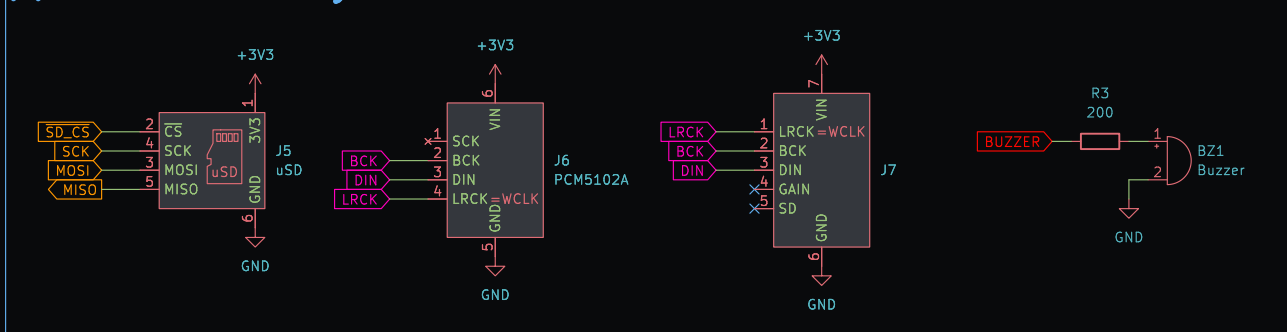 +3V3
1
SD_CS 2 CS
SCK 4 SCK
MOSI 3 MOSI
MISO 5 MISO
3V3
uSD
GND
6
GND
J5
uSD
+3V3
6
VIN
1 SCK
BCK 2 BCK
DIN 3 DIN
LRCK 4 LRCK=WCLK
GND
5
GND
J6
PCM5102A
+3V3
7
VIN
LRCK 1 LRCK=WCLK
BCK 2 BCK
DIN 3 DIN
4 GAIN
5 SD
GND
6
GND
J7
R3
200
BUZZER
1
+
2
BZ1
Buzzer
GND